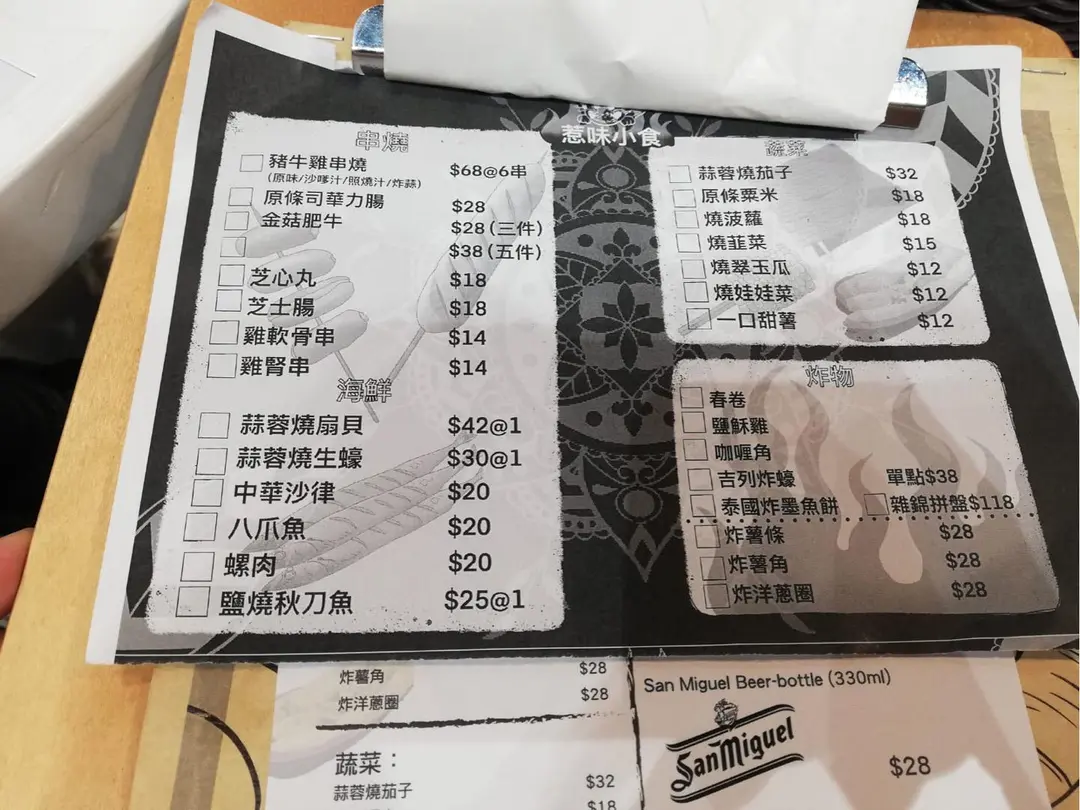 惹味小食
串燒
豬牛雞串燒 $68@6串
(原味/沙嗲汁/照燒汁/炸蒜)
原條司華力腸 $28
金菇肥牛 $28(三件)
$38(五件)
芝心丸 $18
芝士腸 $18
雞軟骨串 $14
雞腎串 $14
海鮮
蒜蓉燒扇貝 $42@1
蒜蓉燒生蠔 $30@1
中華沙律 $20
八爪魚 $20
螺肉 $20
鹽燒秋刀魚 $25@1
蔬菜
蒜蓉燒茄子 $32
原條粟米 $18
燒菠蘿 $18
燒韮菜 $15
燒翠玉瓜 $12
燒娃娃菜 $12
一口甜薯 $12
炸物
春卷
鹽穌雞
咖喱角
吉列炸蠔 單點$38
泰國炸墨魚餅 雜錦拼盤$118
炸薯條 $28
炸薯角 $28
炸洋蔥圈 $28
炸薯角 $28
炸洋蔥圈 $28
蔬菜：
蒜蓉燒茄子 $32
$18
San Miguel Beer-bottle (330ml)
San Miguel
$28